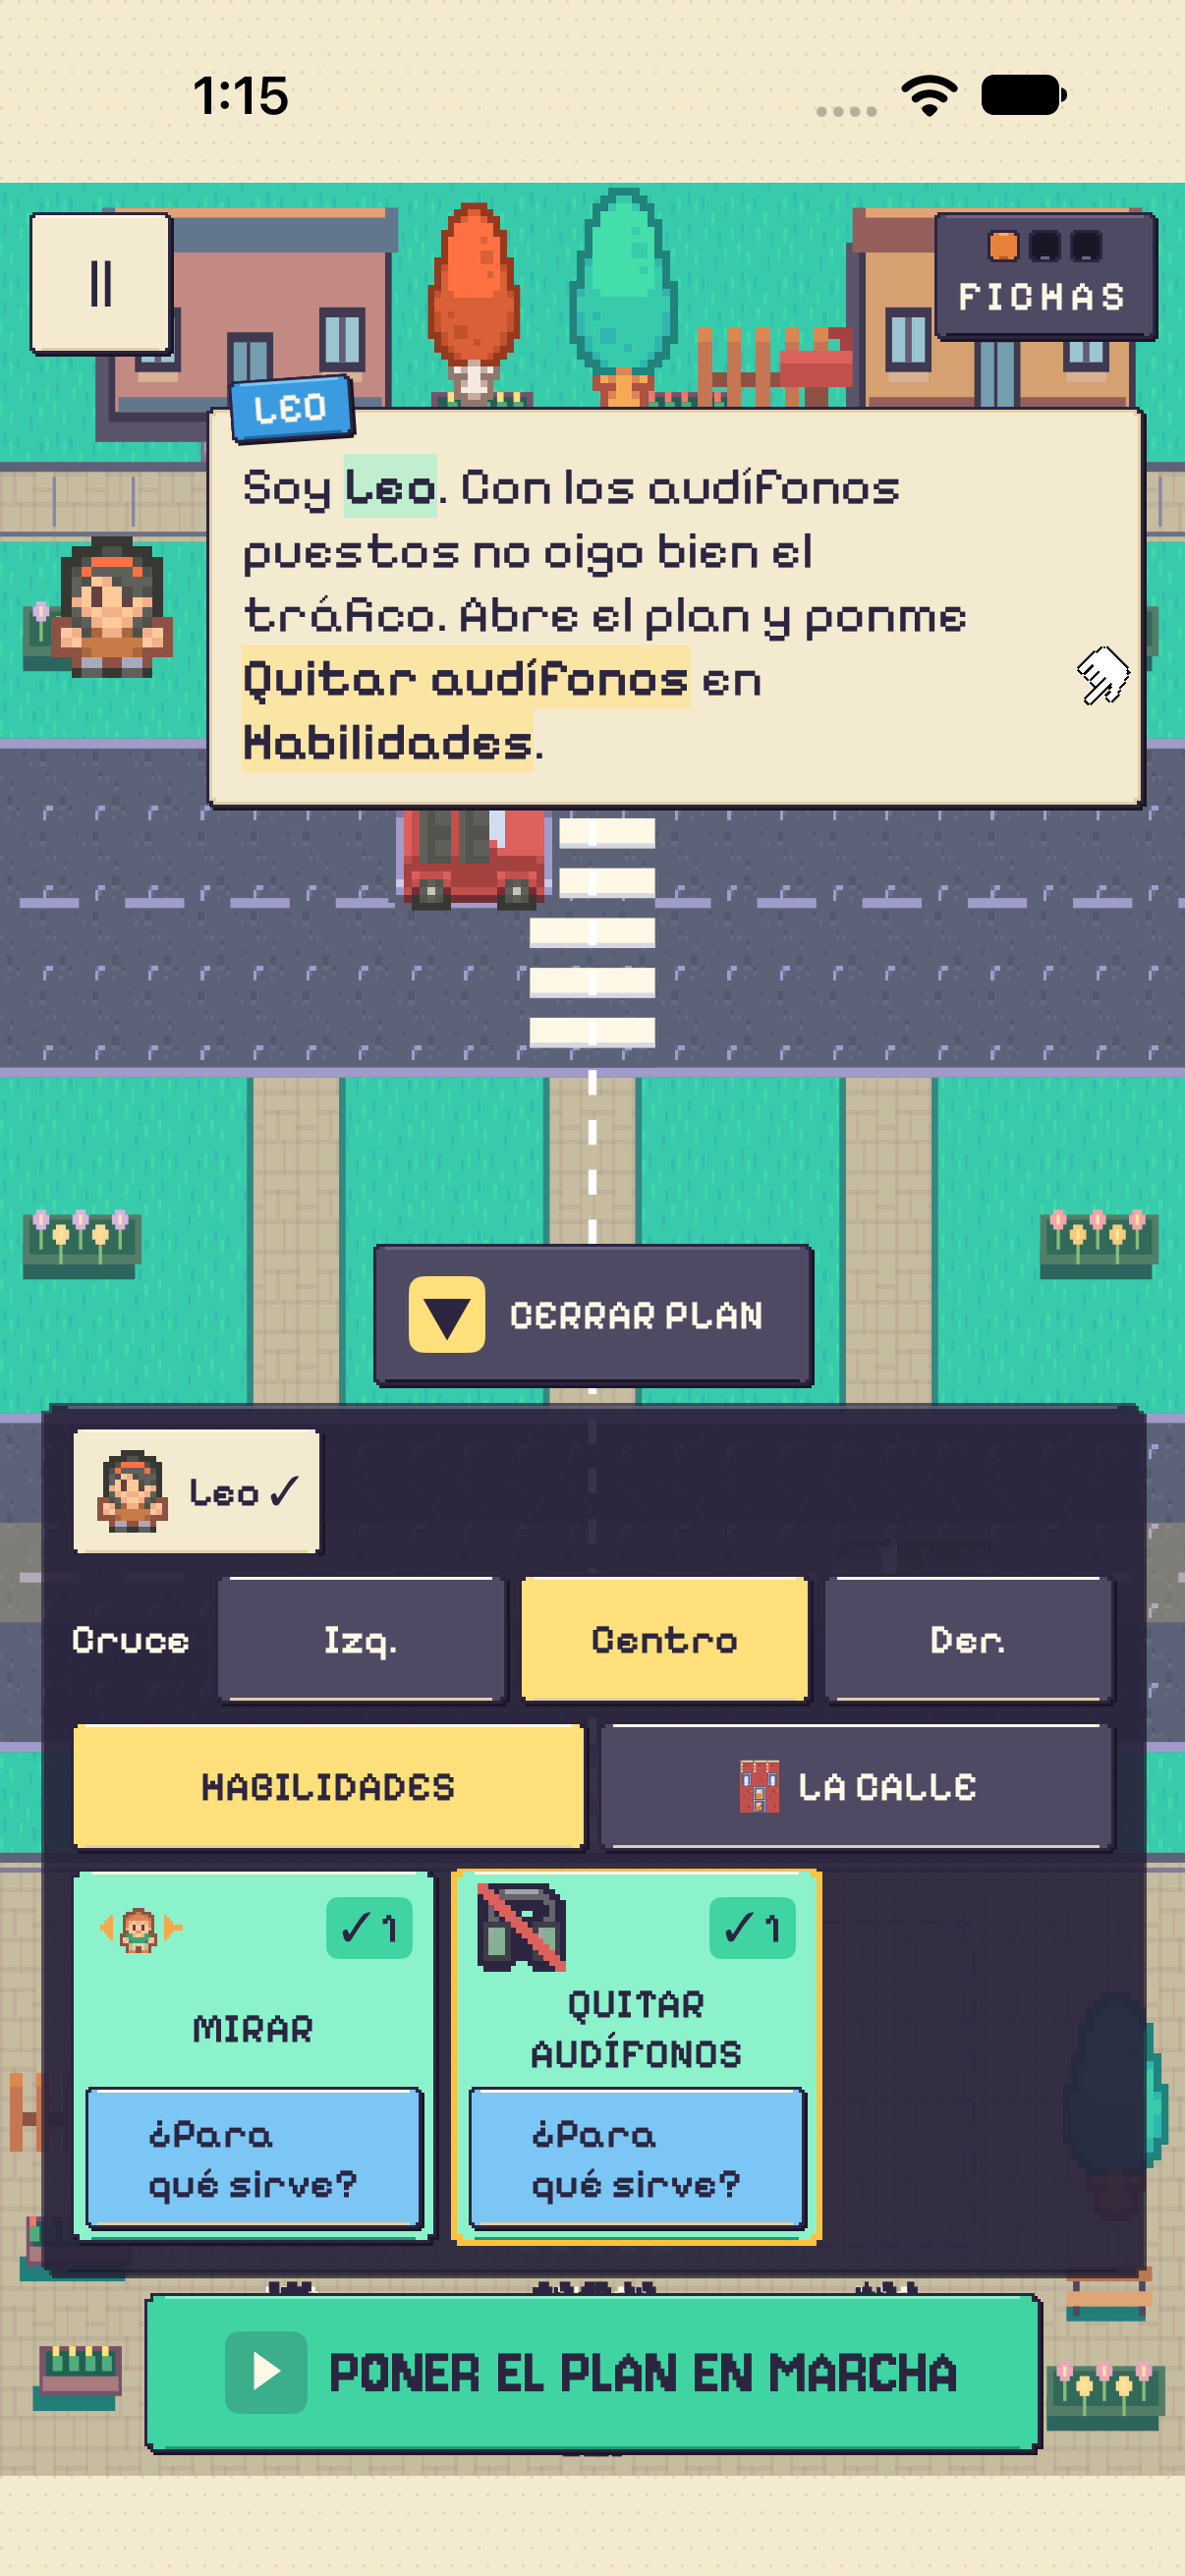 1:15
FICHAS
LEO
Soy Leo. Con los audífonos
puestos no oigo bien el
tráfico. Abre el plan y ponme
Quitar audífonos en
Habilidades.
CERRAR PLAN
Leo ✓
Cruce
Izq.
Centro
Der.
HABILIDADES
LA CALLE
✓1
✓1
MIRAR
QUITAR
AUDÍFONOS
¿Para
qué sirve?
¿Para
qué sirve?
PONER EL PLAN EN MARCHA